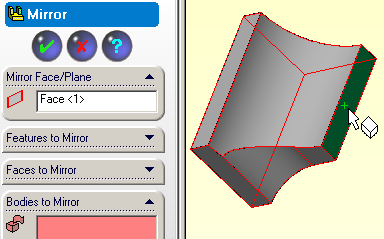 Mirror
?
Mirror Face/Plane
Face <1>
Features to Mirror
Faces to Mirror
Bodies to Mirror